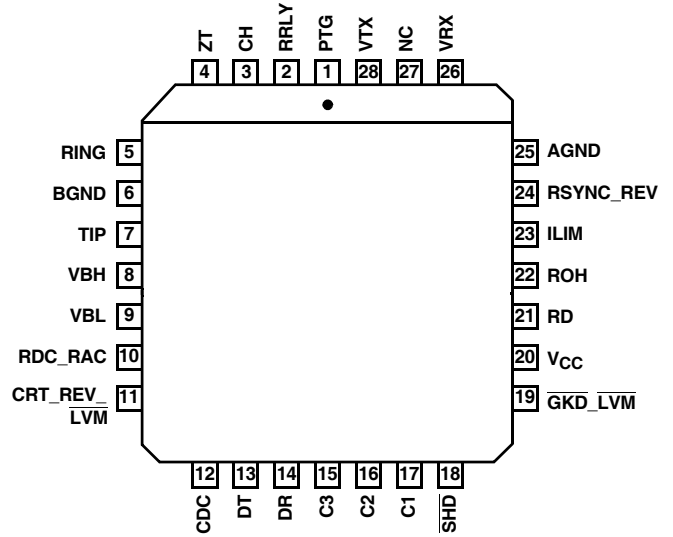 ZT CH RRLY PTG VTX NC VRX
4 3 2 1 28 27 26
RING 5
BGND 6
TIP 7
VBH 8
VBL 9
RDC_RAC 10
CRT_REV_ 11
LVM
25 AGND
24 RSYNC_REV
23 ILIM
22 ROH
21 RD
20 VCC
19 GKD_LVM
12 13 14 15 16 17 18
CDC DT DR C3 C2 C1 SHD